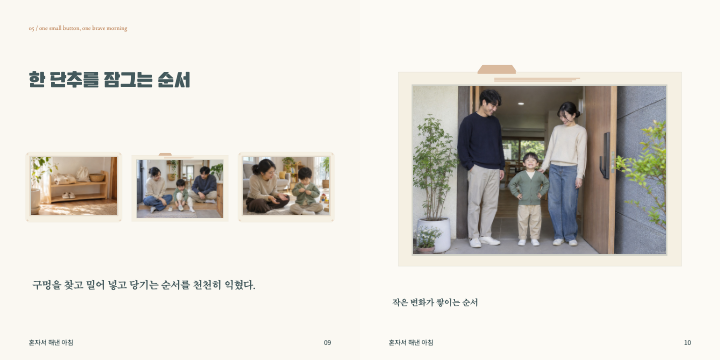 05 / one small button, one brave morning
한 단추를 잠그는 순서
구멍을 찾고 밀어 넣고 당기는 순서를 천천히 익혔다.
혼자서 해낸 아침
09
작은 변화가 쌓이는 순서
혼자서 해낸 아침
10